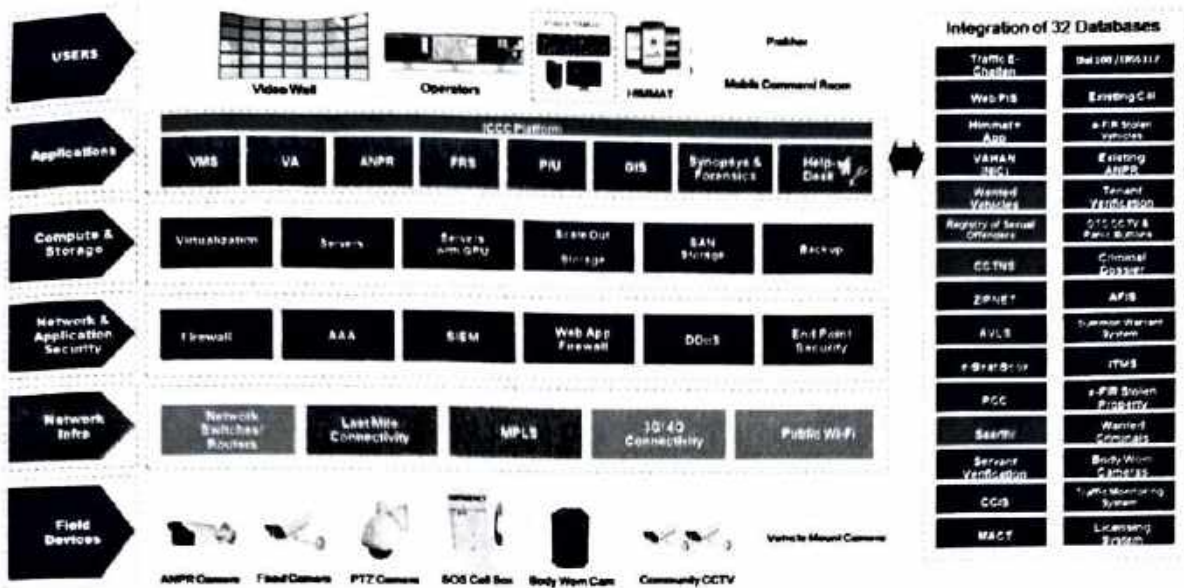 Integration of 32 Databases
USERS
Video Wall
Operators
HIMMAT
Prakhar
Mobile Command Room
Traffic E-
Challan
Web PIS
Existing
e-FIR Stolen
Vehicles
Himmat+
App
VAHAN
(NIC)
Existing
ANPR
Wanted
Vehicles
Tenant
Verification
Registry of Sexual
Offenders
DTC CCTV &
Panic Buttons
CCTNS
Criminal
Dossier
ZIPNET
AFIS
AVLS
Summon Warrant
System
e-Beat Book
ITMS
PCC
e-FIR Stolen
Property
Wanted
Criminals
Servant
Verification
Body Worn
Cameras
Traffic Monitoring
System
MACT
Licensing
System
Applications
ICCC Platform
VMS
VA
ANPR
FRS
GIS
Synopsys &
Forensics
Help-
Desk
Compute &
Storage
Virtualization
Servers
Servers
with GPU
Scale Out
Storage
SAN
Storage
Backup
Network &
Application
Security
Firewall
AAA
SIEM
Web App
Firewall
DDoS
End Point
Security
Network
Infra
Network
Switches/
Routers
Last Mile
Connectivity
MPLS
3G/4G
Connectivity
Public Wi-Fi
Field
Devices
ANPR Camera
Fixed Camera
PTZ Camera
SOS Call Box
Body Worn Cam
Community CCTV
Vehicle Mount Camera